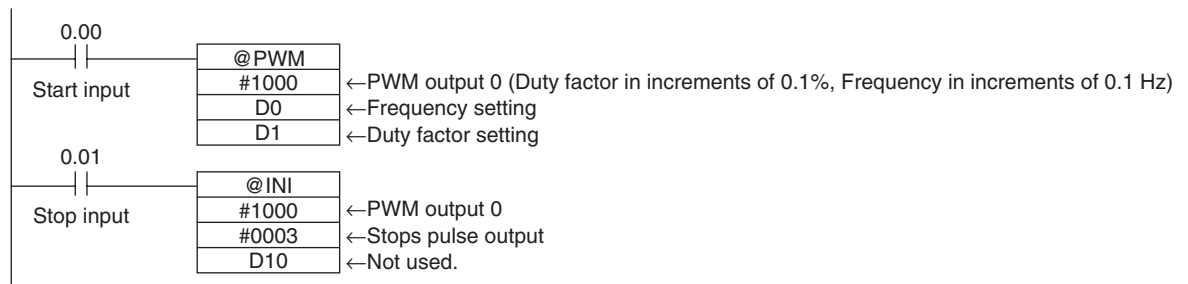 0.00
@PWM
Start input
#1000 ←PWM output 0 (Duty factor in increments of 0.1%, Frequency in increments of 0.1 Hz)
D0 ←Frequency setting
D1 ←Duty factor setting
0.01
@INI
Stop input
#1000 ←PWM output 0
#0003 ←Stops pulse output
D10 ←Not used.